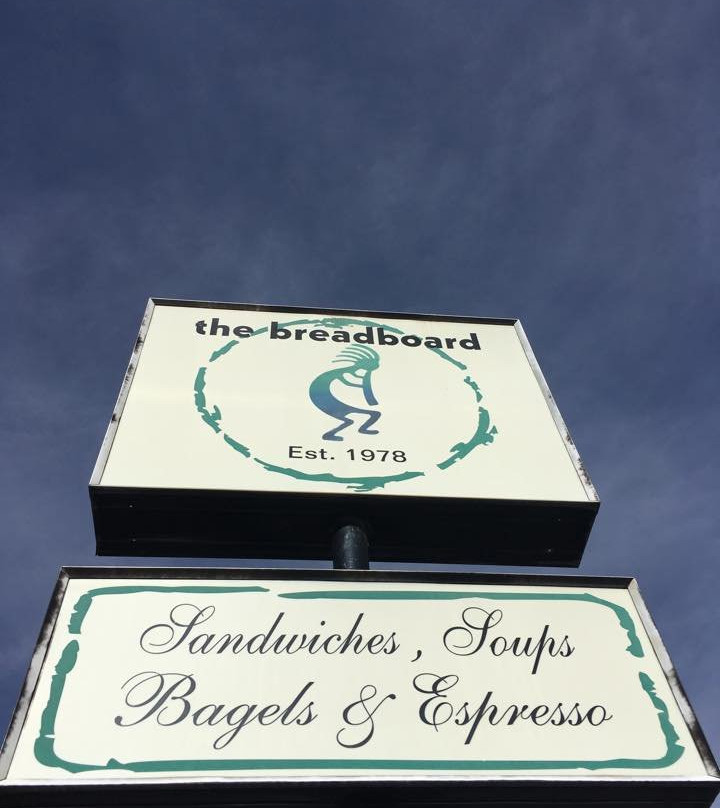 the breadboard
Est. 1978
Sandwiches, Soups
Bagels & Espresso